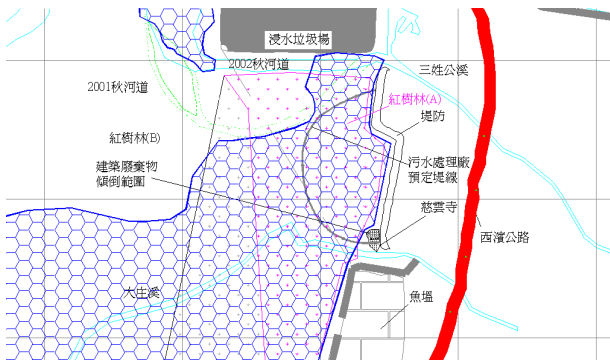 浸水垃圾場
2002秋河道
三姓公溪
2001秋河道
紅樹林(A)
堤防
紅樹林(B)
污水處理廠
預定堤線
建築廢棄物
傾倒範圍
慈雲寺
西濱公路
大庄溪
魚塭